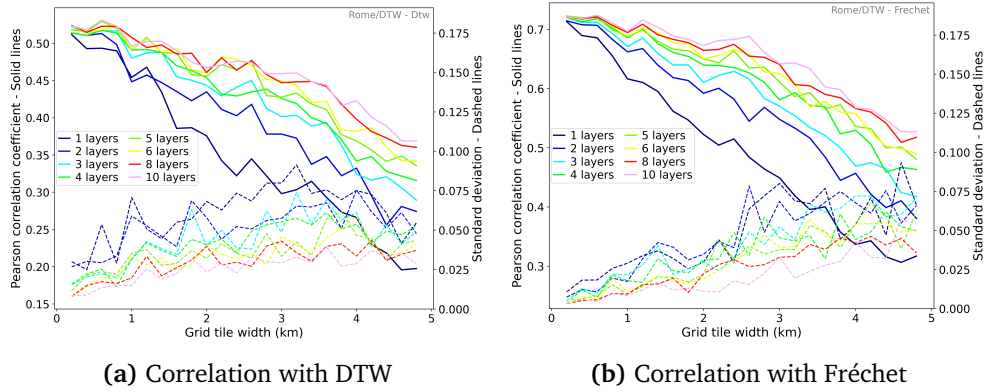 Rome/DTW - Dtw
Pearson correlation coefficient - Solid lines
0.50
0.45
0.40
0.35
0.30
0.25
0.20
0.15
1 layers
2 layers
3 layers
4 layers
5 layers
6 layers
8 layers
10 layers
0.175
0.150
0.125
0.100
0.075
0.050
0.025
0.000
Standard deviation - Dashed lines
0 1 2 3 4 5
Grid tile width (km)
(a) Correlation with DTW
Rome/DTW - Frechet
Pearson correlation coefficient - Solid lines
0.7
0.6
0.5
0.4
0.3
1 layers
2 layers
3 layers
4 layers
5 layers
6 layers
8 layers
10 layers
0.175
0.150
0.125
0.100
0.075
0.050
0.025
0.000
Standard deviation - Dashed lines
0 1 2 3 4 5
Grid tile width (km)
(b) Correlation with Fréchet